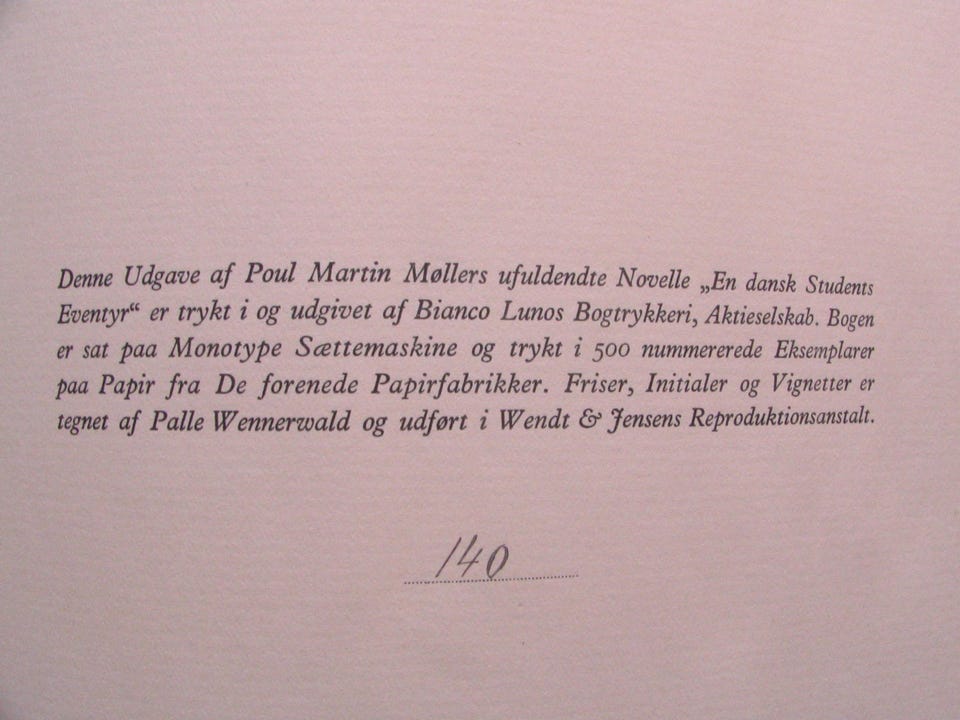 Denne Udgave af Poul Martin Møllers ufuldendte Novelle „En dansk Students
Eventyr“ er trykt i og udgivet af Bianco Lunos Bogtrykkeri, Aktieselskab. Bogen
er sat paa Monotype Sættemaskine og trykt i 500 nummererede Eksemplarer
paa Papir fra De forenede Papirfabrikker. Friser, Initialer og Vignetter er
tegnet af Palle Wennerwald og udført i Wendt & Jensens Reproduktionsanstalt.
140